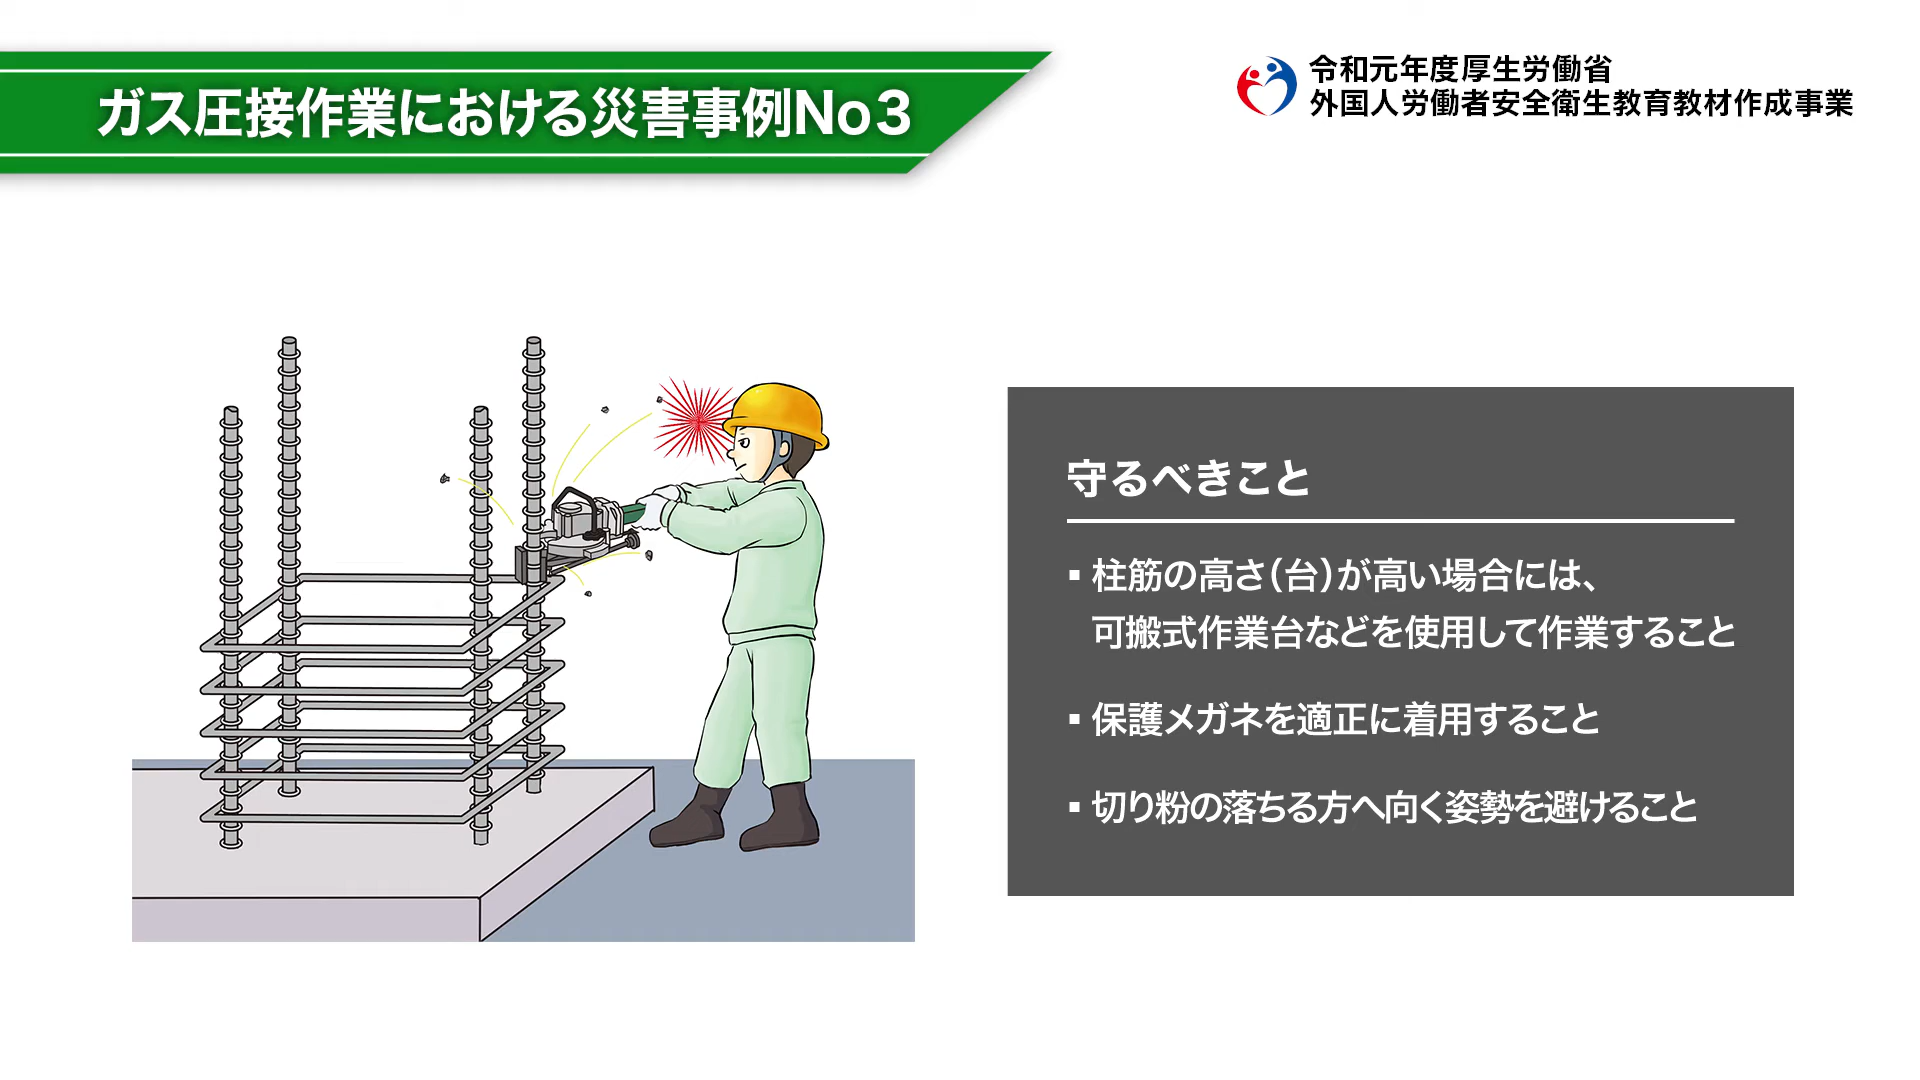 ガス圧接作業における災害事例No3
令和元年度厚生労働省
外国人労働者安全衛生教育教材作成事業
守るべきこと
▪ 柱筋の高さ（台）が高い場合には、
可搬式作業台などを使用して作業すること
▪ 保護メガネを適正に着用すること
▪ 切り粉の落ちる方へ向く姿勢を避けること